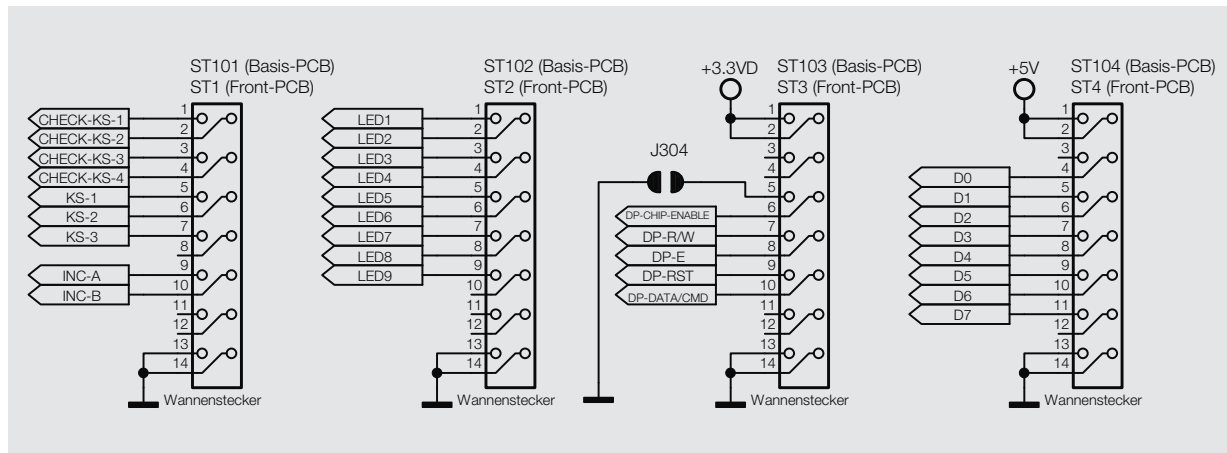 ST101 (Basis-PCB)
ST1 (Front-PCB)
1
2
3
4
5
6
7
8
9
10
11
12
13
14
CHECK-KS-1
CHECK-KS-2
CHECK-KS-3
CHECK-KS-4
KS-1
KS-2
KS-3
INC-A
INC-B
Wannenstecker
ST102 (Basis-PCB)
ST2 (Front-PCB)
1
2
3
4
5
6
7
8
9
10
11
12
13
14
LED1
LED2
LED3
LED4
LED5
LED6
LED7
LED8
LED9
Wannenstecker
+3.3VD
ST103 (Basis-PCB)
ST3 (Front-PCB)
1
2
3
4
5
6
7
8
9
10
11
12
13
14
J304
DP-CHIP-ENABLE
DP-R/W
DP-E
DP-RST
DP-DATA/CMD
Wannenstecker
+5V
ST104 (Basis-PCB)
ST4 (Front-PCB)
1
2
3
4
5
6
7
8
9
10
11
12
13
14
D0
D1
D2
D3
D4
D5
D6
D7
Wannenstecker